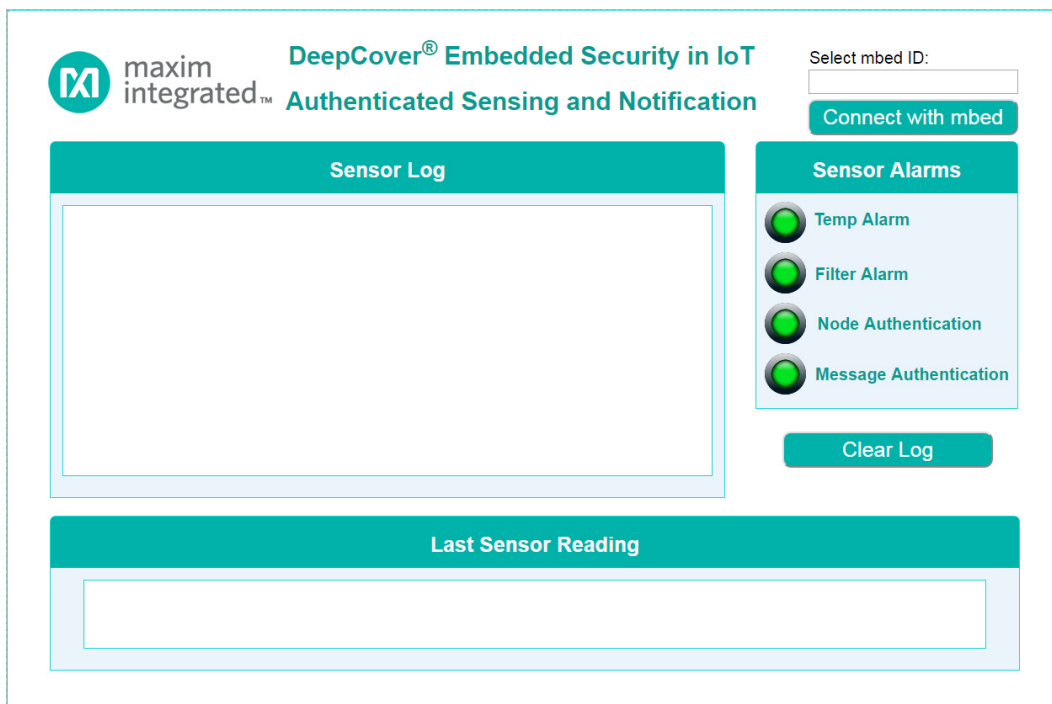 maxim
integrated™
DeepCover® Embedded Security in IoT
Authenticated Sensing and Notification
Select mbed ID:
Connect with mbed
Sensor Log
Sensor Alarms
Temp Alarm
Filter Alarm
Node Authentication
Message Authentication
Clear Log
Last Sensor Reading